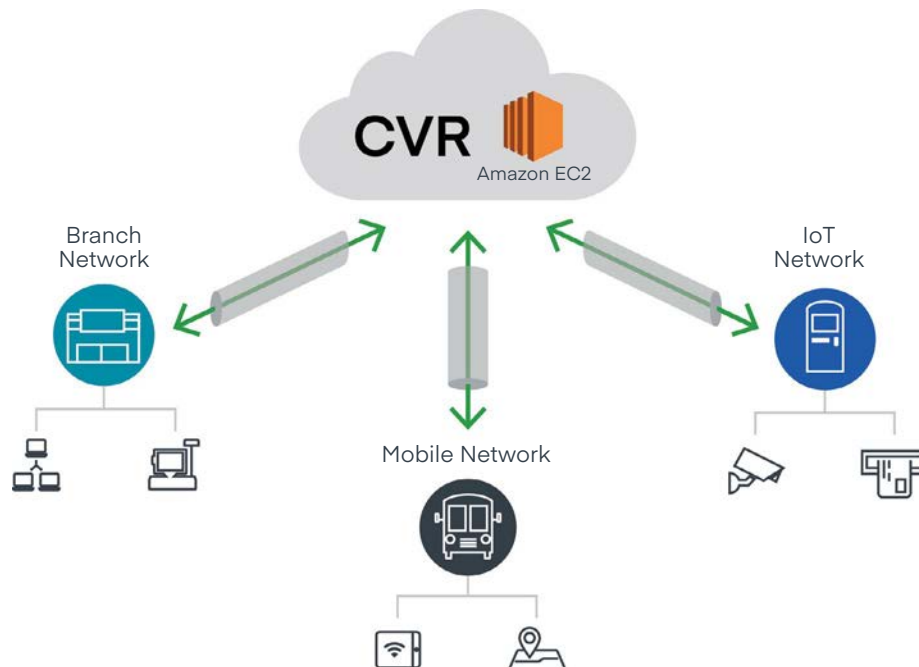 CVR
Amazon EC2
Branch
Network
IoT
Network
Mobile Network